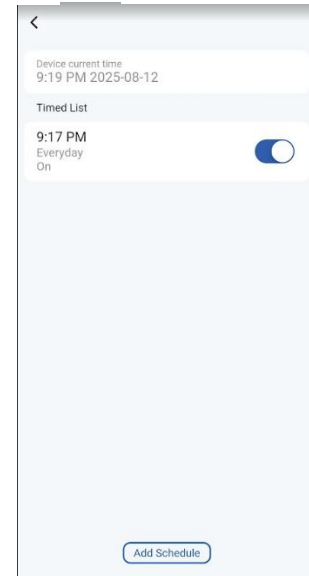 Device current time
9:19 PM 2025-08-12
Timed List
9:17 PM
Everyday
On
Add Schedule